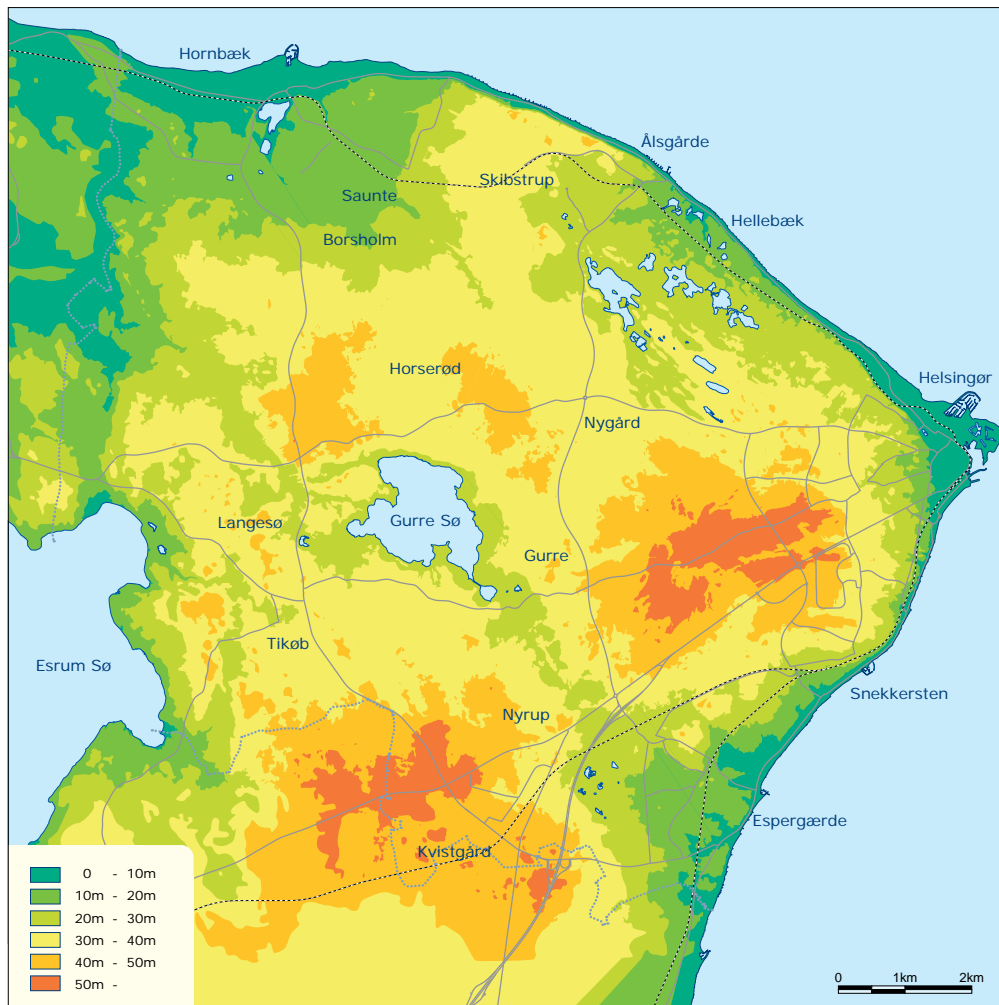 Hornbæk
Ålsgårde
Skibstrup
Saunte
Hellebæk
Borsholm
Horserød
Helsingør
Nygård
Langesø
Gurre Sø
Gurre
Tikøb
Esrum Sø
Snekkersten
Nyrup
Espergærde
Kvistgård
0 - 10m
10m - 20m
20m - 30m
30m - 40m
40m - 50m
50m -
0 1km 2km